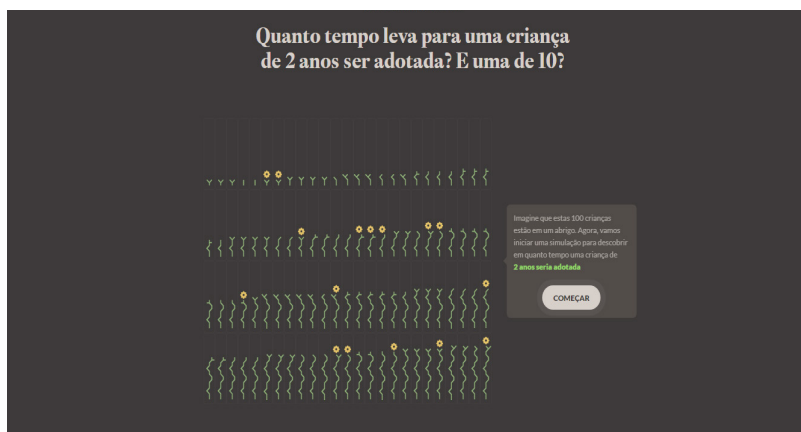 Quanto tempo leva para uma criança
de 2 anos ser adotada? E uma de 10?
Imagine que estas 100 crianças
estão em um abrigo. Agora, vamos
iniciar uma simulação para descobrir
em quanto tempo uma criança de
2 anos seria adotada
COMEÇAR